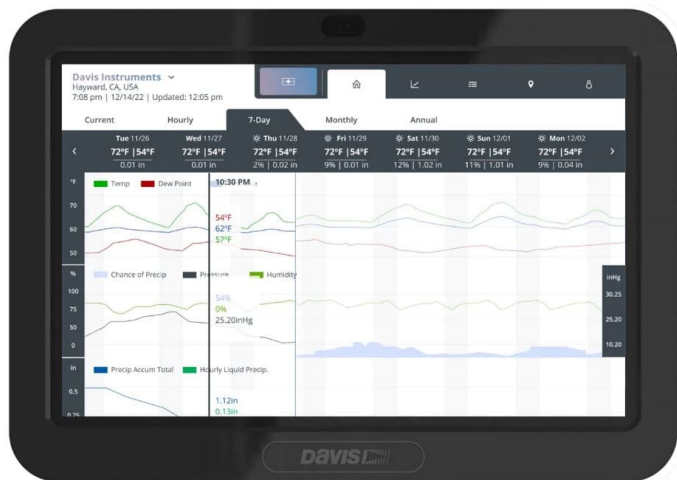 Davis Instruments
Hayward, CA, USA
7:08 pm | 12/14/22 | Updated: 12:05 pm
Current Hourly 7-Day Monthly Annual
Tue 11/26 Wed 11/27 Thu 11/28 Fri 11/29 Sat 11/30 Sun 12/01 Mon 12/02
72°F | 54°F 72°F | 54°F 72°F | 54°F 72°F | 54°F 72°F | 54°F 72°F | 54°F 72°F | 54°F
0.01 in 0.01 in 2% | 0.02 in 9% | 0.01 in 12% | 1.02 in 11% | 1.01 in 9% | 0.04 in
°F Temp Dew Point 10:30 PM
70
54°F
60 62°F
57°F
50
% Chance of Precip Pressure Humidity inHg
100
54% 30.25
75 0%
25.20inHg 25.20
50
0 10.20
in Precip Accum Total Hourly Liquid Precip.
0.5
1.12in
0.25 0.13in
DAVIS